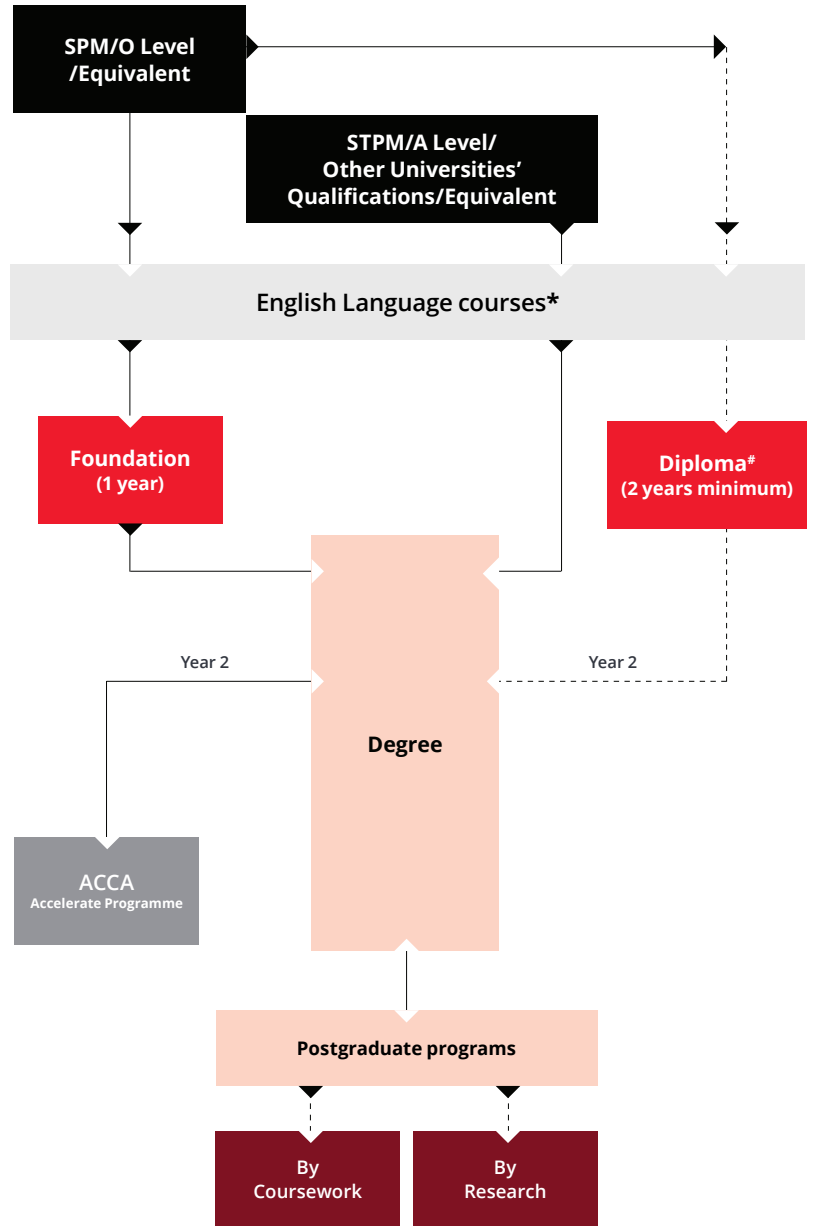 SPM/O Level
/Equivalent
STPM/A Level/
Other Universities’
Qualifications/Equivalent
English Language courses*
Foundation
(1 year)
Diploma#
(2 years minimum)
Year 2
Year 2
Degree
ACCA
Accelerate Programme
Postgraduate programs
By
Coursework
By
Research